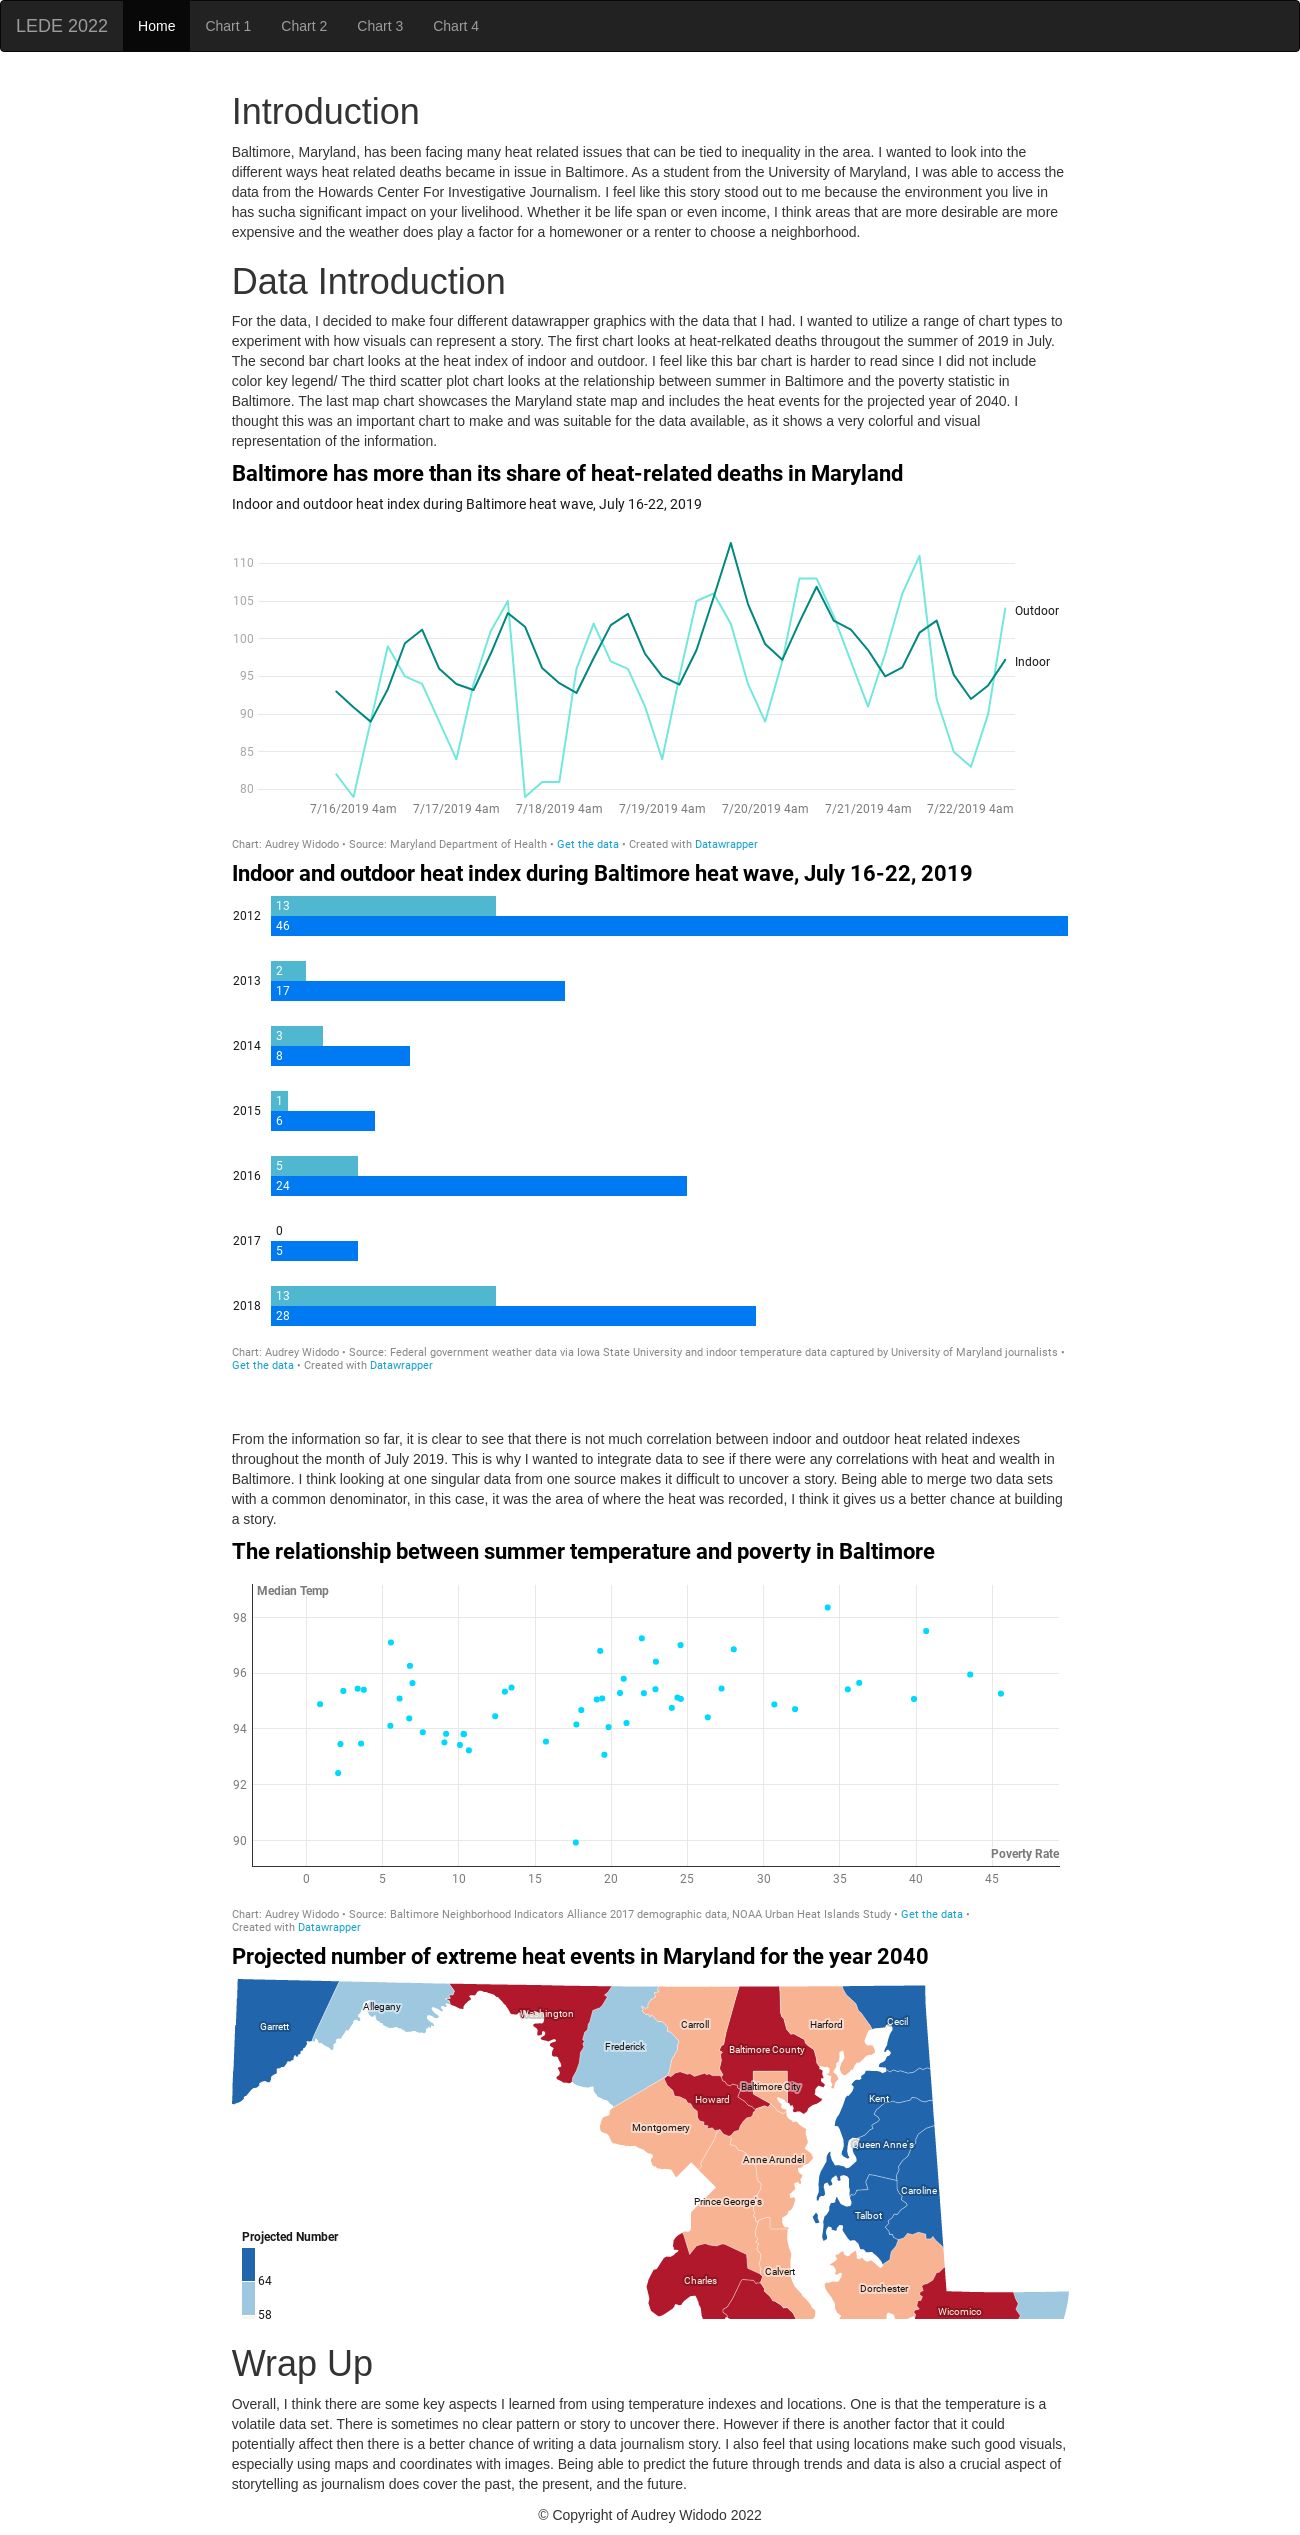 LEDE 2022 Home Chart 1 Chart 2 Chart 3 Chart 4
Introduction
Baltimore, Maryland, has been facing many heat related issues that can be tied to inequality in the area. I wanted to look into the
different ways heat related deaths became in issue in Baltimore. As a student from the University of Maryland, I was able to access the
data from the Howards Center For Investigative Journalism. I feel like this story stood out to me because the environment you live in
has sucha significant impact on your livelihood. Whether it be life span or even income, I think areas that are more desirable are more
expensive and the weather does play a factor for a homewoner or a renter to choose a neighborhood.
Data Introduction
For the data, I decided to make four different datawrapper graphics with the data that I had. I wanted to utilize a range of chart types to
experiment with how visuals can represent a story. The first chart looks at heat-relkated deaths througout the summer of 2019 in July.
The second bar chart looks at the heat index of indoor and outdoor. I feel like this bar chart is harder to read since I did not include
color key legend/ The third scatter plot chart looks at the relationship between summer in Baltimore and the poverty statistic in
Baltimore. The last map chart showcases the Maryland state map and includes the heat events for the projected year of 2040. I
thought this was an important chart to make and was suitable for the data available, as it shows a very colorful and visual
representation of the information.
Baltimore has more than its share of heat-related deaths in Maryland
Indoor and outdoor heat index during Baltimore heat wave, July 16-22, 2019
110
105
Outdoor
100
95
Indoor
90
85
80
7/16/2019 4am 7/17/2019 4am 7/18/2019 4am 7/19/2019 4am 7/20/2019 4am 7/21/2019 4am 7/22/2019 4am
Chart: Audrey Widodo • Source: Maryland Department of Health • Get the data • Created with Datawrapper
Indoor and outdoor heat index during Baltimore heat wave, July 16-22, 2019
2012
13
46
2013
2
17
2014
3
8
2015
1
6
2016
5
24
2017
0
5
2018
13
28
Chart: Audrey Widodo • Source: Federal government weather data via Iowa State University and indoor temperature data captured by University of Maryland journalists •
Get the data • Created with Datawrapper
From the information so far, it is clear to see that there is not much correlation between indoor and outdoor heat related indexes
throughout the month of July 2019. This is why I wanted to integrate data to see if there were any correlations with heat and wealth in
Baltimore. I think looking at one singular data from one source makes it difficult to uncover a story. Being able to merge two data sets
with a common denominator, in this case, it was the area of where the heat was recorded, I think it gives us a better chance at building
a story.
The relationship between summer temperature and poverty in Baltimore
Median Temp
98
96
94
92
90
Poverty Rate
0 5 10 15 20 25 30 35 40 45
Chart: Audrey Widodo • Source: Baltimore Neighborhood Indicators Alliance 2017 demographic data, NOAA Urban Heat Islands Study • Get the data •
Created with Datawrapper
Projected number of extreme heat events in Maryland for the year 2040
Allegany
Washington
Garrett
Carroll
Harford
Cecil
Frederick
Baltimore County
Baltimore City
Howard
Kent
Montgomery
Queen Anne's
Anne Arundel
Caroline
Prince George's
Talbot
Calvert
Charles
Dorchester
Wicomico
Projected Number
64
58
Wrap Up
Overall, I think there are some key aspects I learned from using temperature indexes and locations. One is that the temperature is a
volatile data set. There is sometimes no clear pattern or story to uncover there. However if there is another factor that it could
potentially affect then there is a better chance of writing a data journalism story. I also feel that using locations make such good visuals,
especially using maps and coordinates with images. Being able to predict the future through trends and data is also a crucial aspect of
storytelling as journalism does cover the past, the present, and the future.
© Copyright of Audrey Widodo 2022